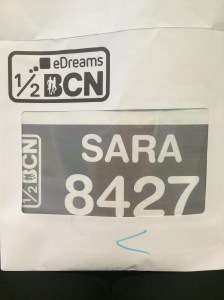 eDreams
1/2 BCN
SARA
8427
1/2 BCN